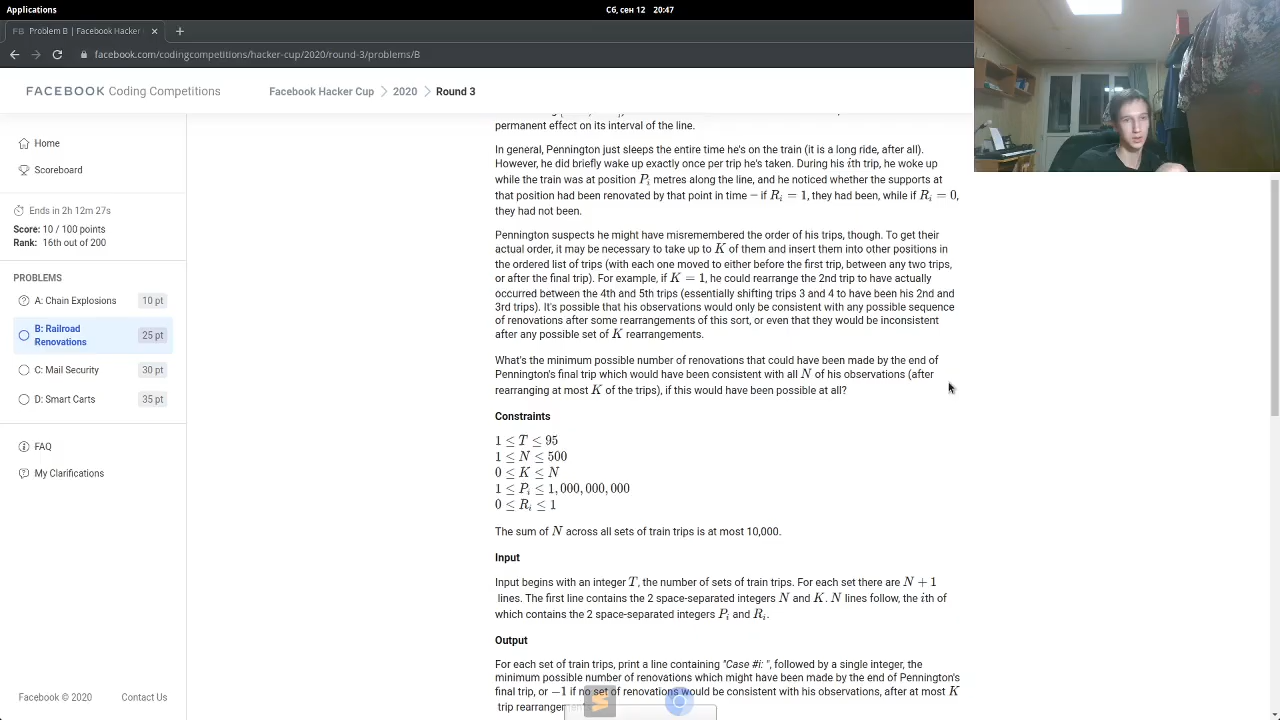 Applications
Сб, сен 12 20:47
FB Problem B | Facebook Hacker
facebook.com/codingcompetitions/hacker-cup/2020/round-3/problems/B
FACEBOOK Coding Competitions
Facebook Hacker Cup
2020
Round 3
Home
Scoreboard
Ends in 2h 12m 27s
Score: 10 / 100 points
Rank: 16th out of 200
PROBLEMS
A: Chain Explosions 10 pt
B: Railroad Renovations 25 pt
C: Mail Security 30 pt
D: Smart Carts 35 pt
FAQ
My Clarifications
Facebook © 2020
Contact Us
permanent effect on its interval of the line.
In general, Pennington just sleeps the entire time he's on the train (it is a long ride, after all).
However, he did briefly wake up exactly once per trip he's taken. During his ith trip, he woke up
while the train was at position P_i metres along the line, and he noticed whether the supports at
that position had been renovated by that point in time – if R_i = 1, they had been, while if R_i = 0,
they had not been.
Pennington suspects he might have misremembered the order of his trips, though. To get their
actual order, it may be necessary to take up to K of them and insert them into other positions in
the ordered list of trips (with each one moved to either before the first trip, between any two trips,
or after the final trip). For example, if K = 1, he could rearrange the 2nd trip to have actually
occurred between the 4th and 5th trips (essentially shifting trips 3 and 4 to have been his 2nd and
3rd trips). It's possible that his observations would only be consistent with any possible sequence
of renovations after some rearrangements of this sort, or even that they would be inconsistent
after any possible set of K rearrangements.
What's the minimum possible number of renovations that could have been made by the end of
Pennington's final trip which would have been consistent with all N of his observations (after
rearranging at most K of the trips), if this would have been possible at all?
Constraints
1 ≤ T ≤ 95
1 ≤ N ≤ 500
0 ≤ K ≤ N
1 ≤ P_i ≤ 1,000,000,000
0 ≤ R_i ≤ 1
The sum of N across all sets of train trips is at most 10,000.
Input
Input begins with an integer T, the number of sets of train trips. For each set there are N + 1
lines. The first line contains the 2 space-separated integers N and K. N lines follow, the ith of
which contains the 2 space-separated integers P_i and R_i.
Output
For each set of train trips, print a line containing "Case #i: ", followed by a single integer, the
minimum possible number of renovations which might have been made by the end of Pennington's
final trip, or −1 if no set of renovations would be consistent with his observations, after at most K
trip